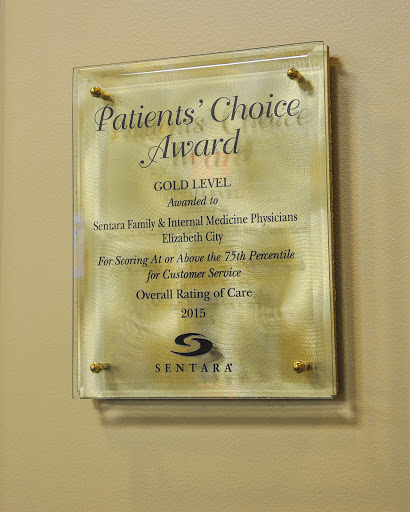 Patients' Choice
Award
GOLD LEVEL
Awarded to
Sentara Family & Internal Medicine Physicians
Elizabeth City
For Scoring At or Above the 75th Percentile
for Customer Service
Overall Rating of Care
2015
SENTARA®